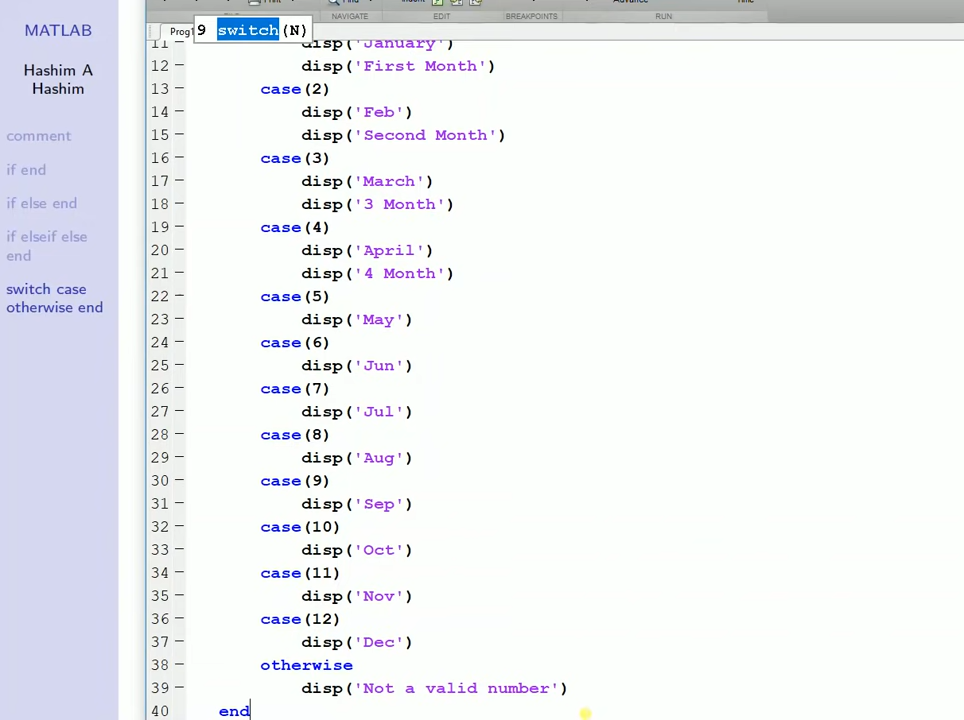 MATLAB
Hashim A
Hashim
comment
if end
if else end
if elseif else
end
switch case
otherwise end
NAVIGATE
EDIT
BREAKPOINTS
RUN
9 switch(N)
11 disp('January')
12 disp('First Month')
13 case(2)
14 disp('Feb')
15 disp('Second Month')
16 case(3)
17 disp('March')
18 disp('3 Month')
19 case(4)
20 disp('April')
21 disp('4 Month')
22 case(5)
23 disp('May')
24 case(6)
25 disp('Jun')
26 case(7)
27 disp('Jul')
28 case(8)
29 disp('Aug')
30 case(9)
31 disp('Sep')
32 case(10)
33 disp('Oct')
34 case(11)
35 disp('Nov')
36 case(12)
37 disp('Dec')
38 otherwise
39 disp('Not a valid number')
40 end